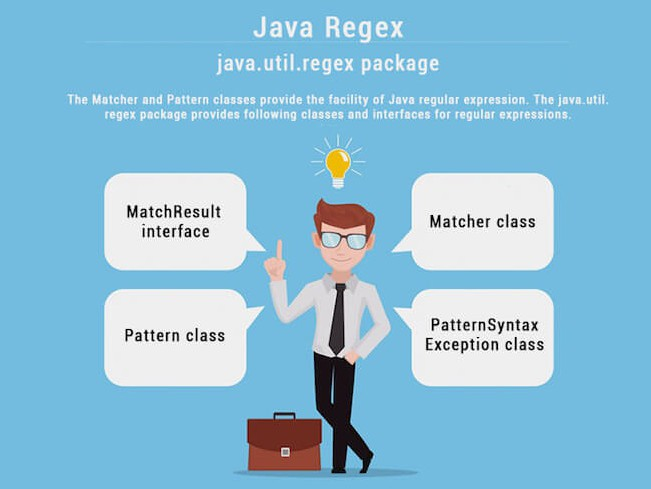 Java Regex
java.util.regex package
The Matcher and Pattern classes provide the facility of Java regular expression. The java.util.
regex package provides following classes and interfaces for regular expressions.
MatchResult
interface
Matcher class
Pattern class
PatternSyntax
Exception class